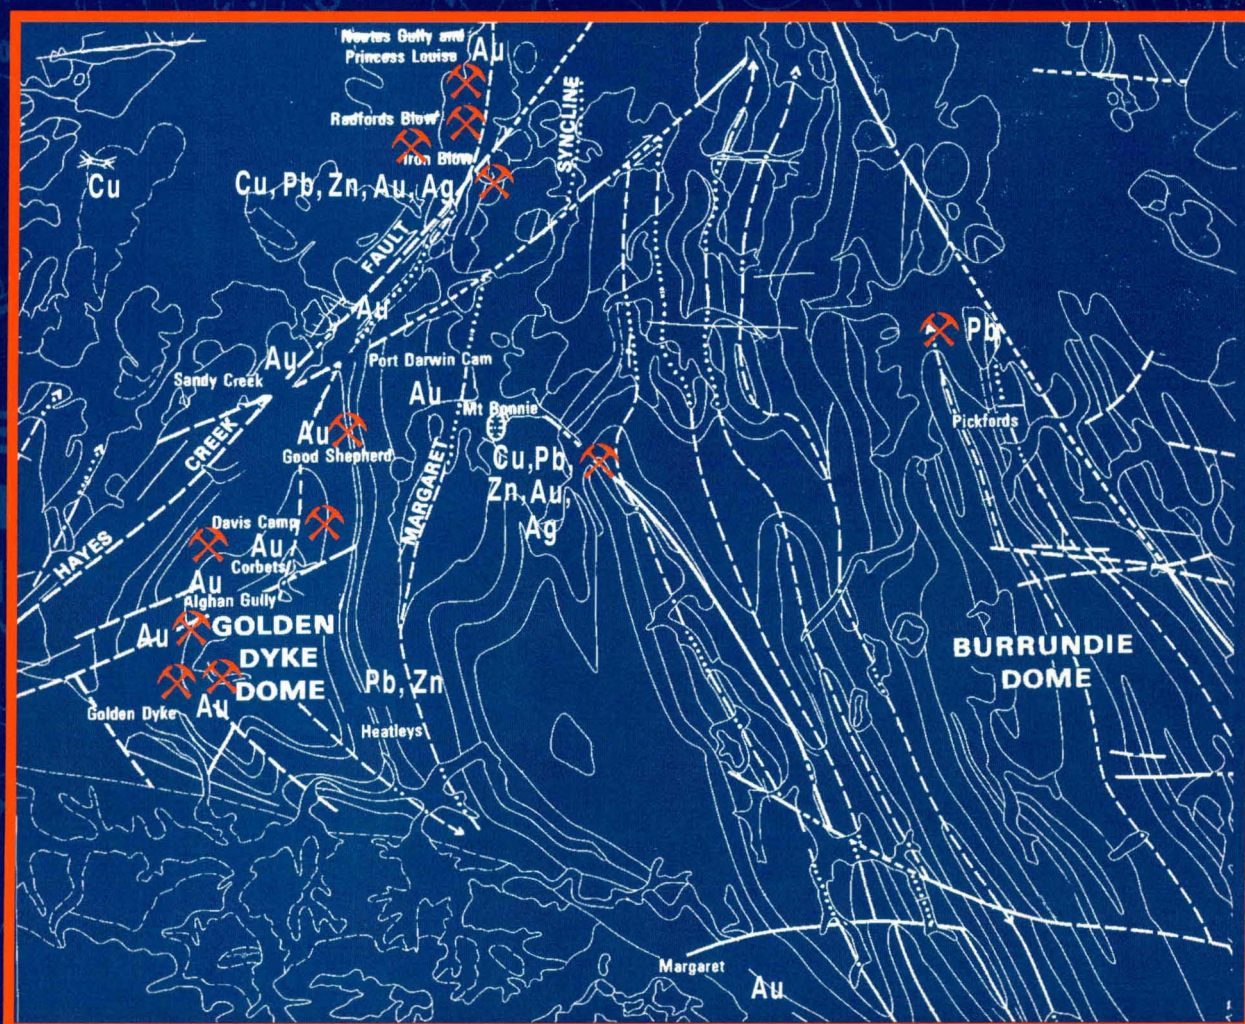 Newtes Gully and
Princess Louise
Au
Radfords Blow
Iron Blow
Cu
Cu, Pb, Zn, Au, Ag
SYNCLINE
FAULT
Au
Au
Sandy Creek
Port Darwin Cam
Au
Mt Bonnie
Au
Good Shepherd
CREEK
MARGARET
Cu, Pb,
Zn, Au,
Ag
Pb
Pickfords
HAYES
Davis Camp
Au
Corbets
Au
Afghan Gully
Au
GOLDEN
DYKE
DOME
Golden Dyke
Au
Pb, Zn
Heatleys
BURRUNDIE
DOME
Margaret
Au